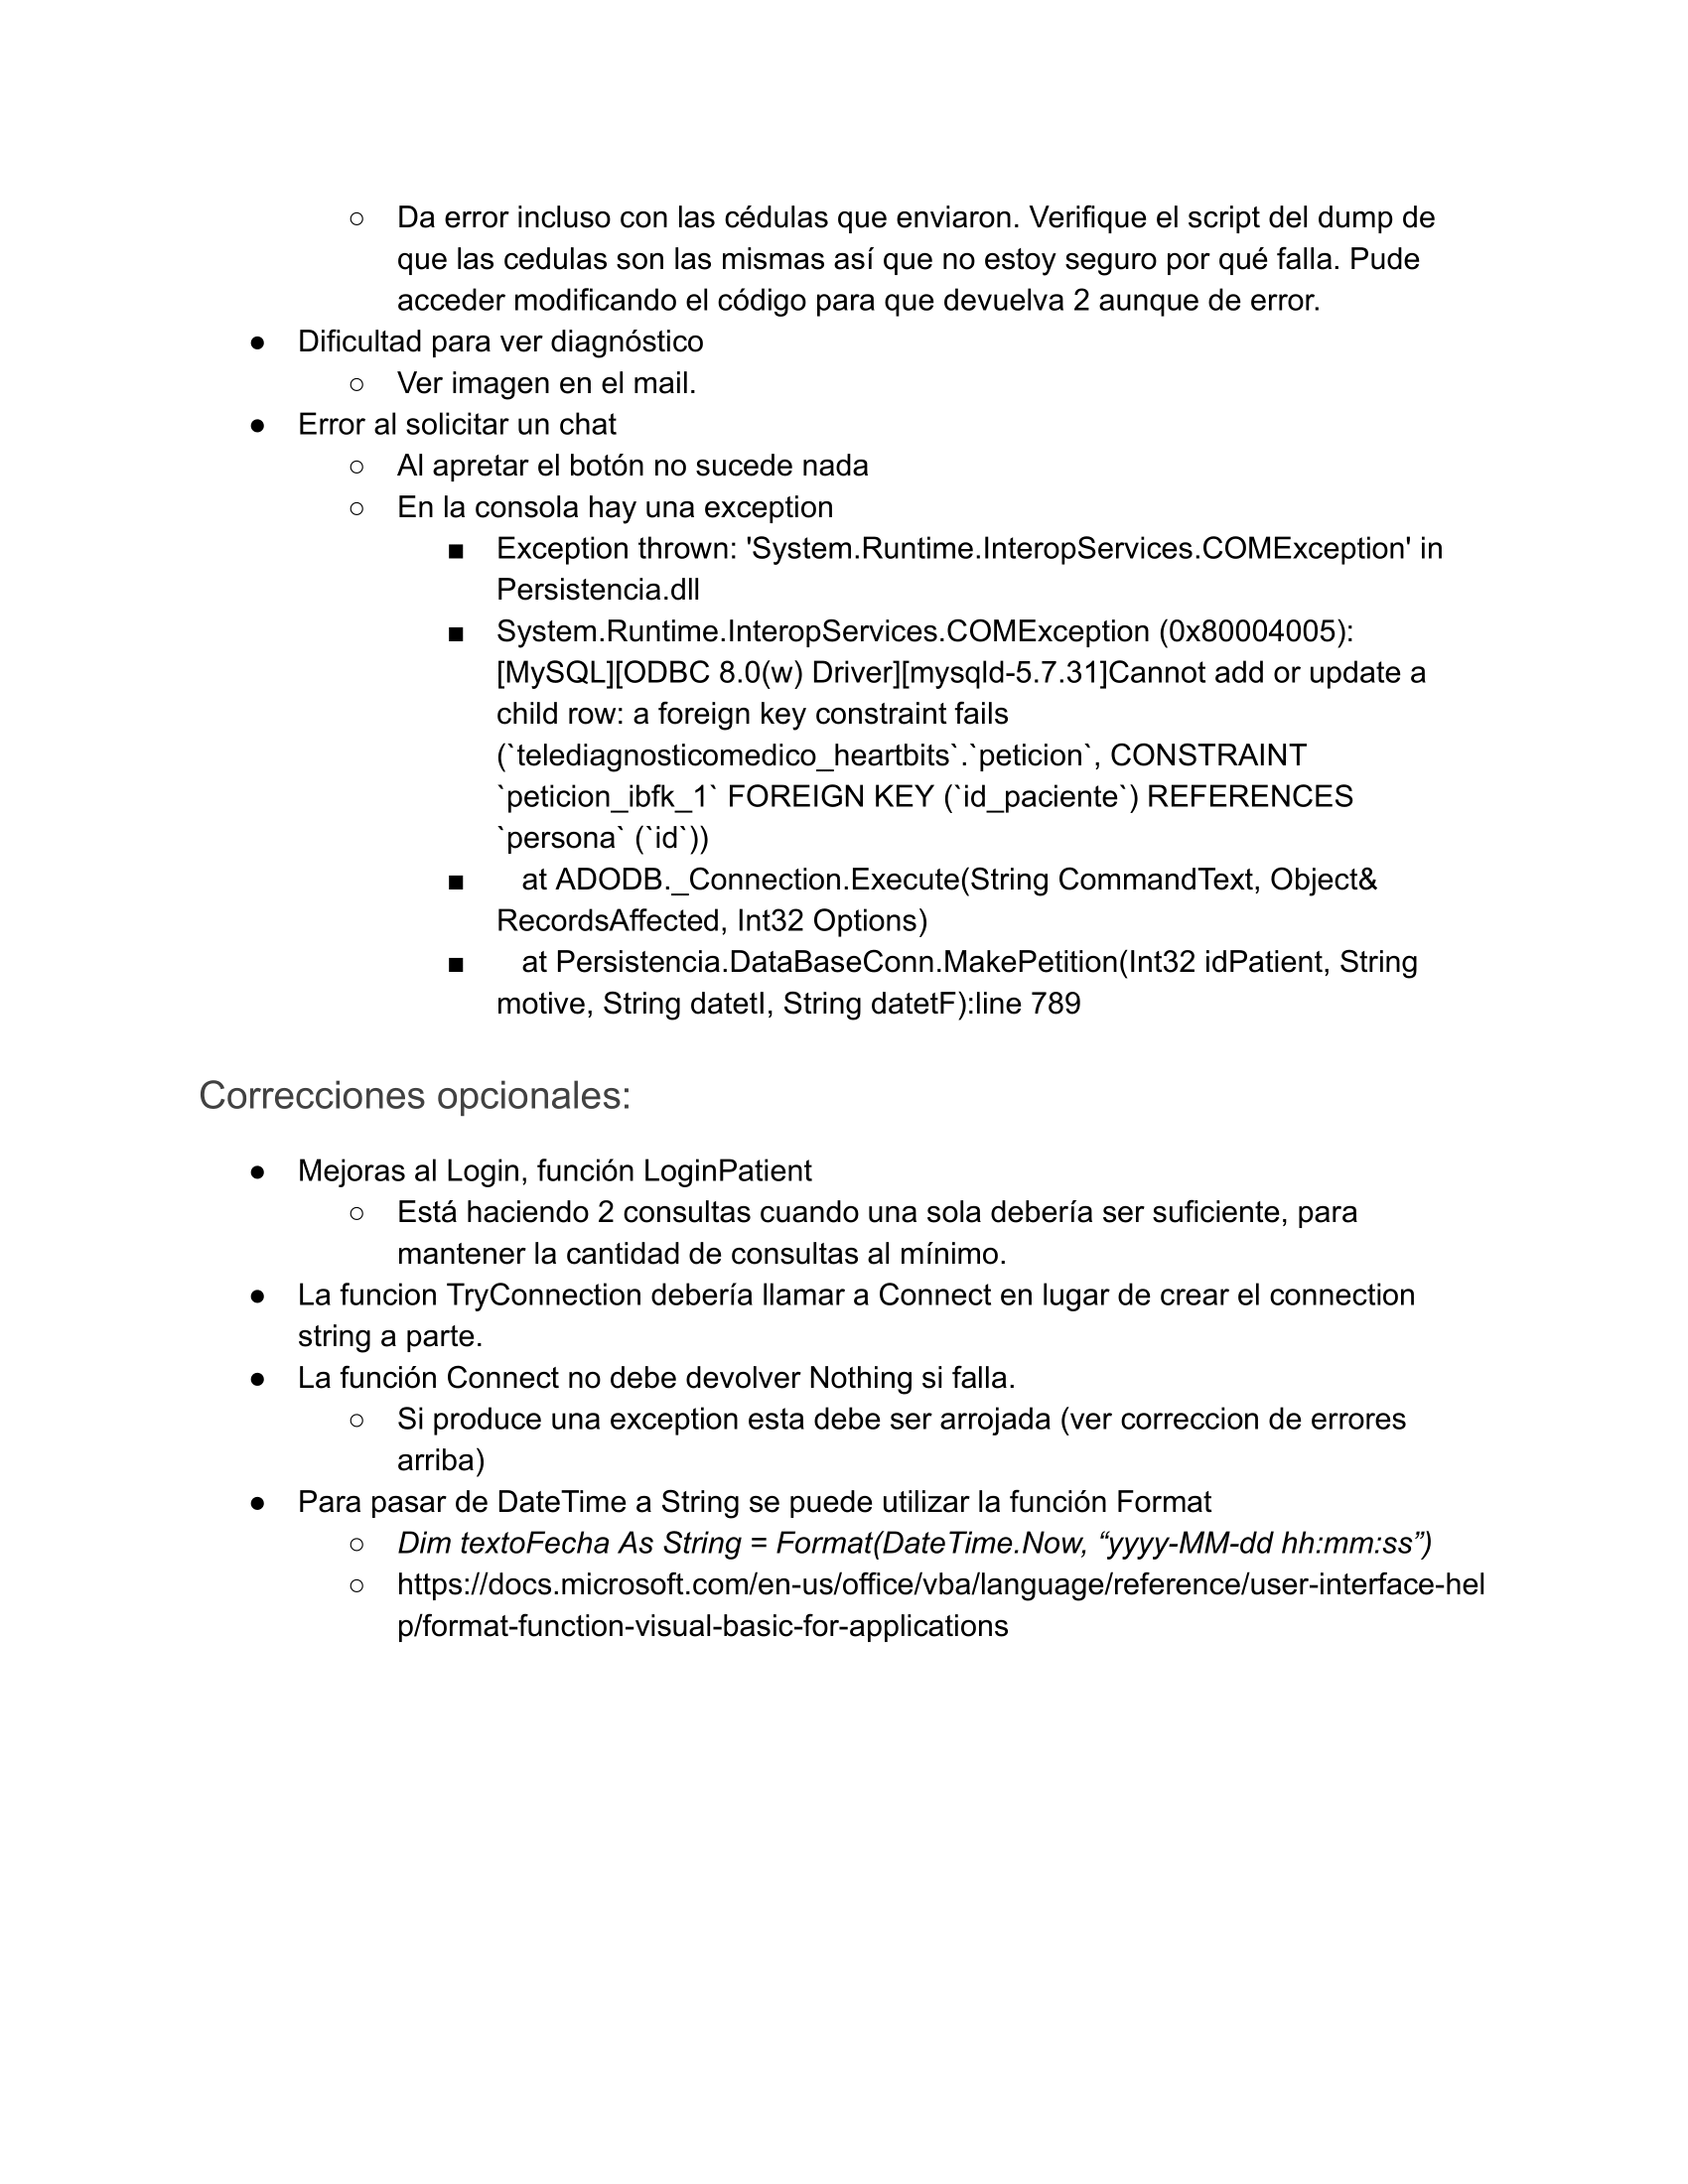 ○ Da error incluso con las cédulas que enviaron. Verifique el script del dump de
que las cedulas son las mismas así que no estoy seguro por qué falla. Pude
acceder modificando el código para que devuelva 2 aunque de error.
● Dificultad para ver diagnóstico
○ Ver imagen en el mail.
● Error al solicitar un chat
○ Al apretar el botón no sucede nada
○ En la consola hay una exception
■ Exception thrown: 'System.Runtime.InteropServices.COMException' in
Persistencia.dll
■ System.Runtime.InteropServices.COMException (0x80004005):
[MySQL][ODBC 8.0(w) Driver][mysqld-5.7.31]Cannot add or update a
child row: a foreign key constraint fails
(`telediagnosticomedico_heartbits`.`peticion`, CONSTRAINT
`peticion_ibfk_1` FOREIGN KEY (`id_paciente`) REFERENCES
`persona` (`id`))
■ at ADODB._Connection.Execute(String CommandText, Object&
RecordsAffected, Int32 Options)
■ at Persistencia.DataBaseConn.MakePetition(Int32 idPatient, String
motive, String datetI, String datetF):line 789
Correcciones opcionales:
● Mejoras al Login, función LoginPatient
○ Está haciendo 2 consultas cuando una sola debería ser suficiente, para
mantener la cantidad de consultas al mínimo.
● La funcion TryConnection debería llamar a Connect en lugar de crear el connection
string a parte.
● La función Connect no debe devolver Nothing si falla.
○ Si produce una exception esta debe ser arrojada (ver correccion de errores
arriba)
● Para pasar de DateTime a String se puede utilizar la función Format
○ Dim textoFecha As String = Format(DateTime.Now, “yyyy-MM-dd hh:mm:ss”)
○ https://docs.microsoft.com/en-us/office/vba/language/reference/user-interface-hel
p/format-function-visual-basic-for-applications